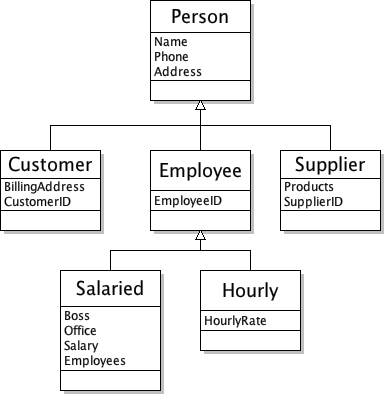 Person
Name
Phone
Address
Customer
BillingAddress
CustomerID
Employee
EmployeeID
Supplier
Products
SupplierID
Salaried
Boss
Office
Salary
Employees
Hourly
HourlyRate